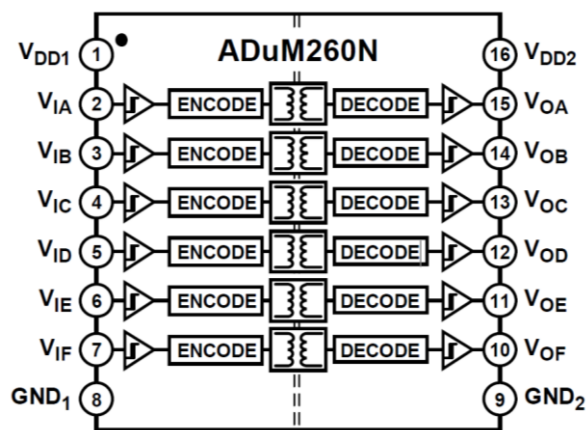 ADuM260N
VDD1 1 16 VDD2
VIA 2 ENCODE DECODE 15 VOA
VIB 3 ENCODE DECODE 14 VOB
VIC 4 ENCODE DECODE 13 VOC
VID 5 ENCODE DECODE 12 VOD
VIE 6 ENCODE DECODE 11 VOE
VIF 7 ENCODE DECODE 10 VOF
GND1 8 9 GND2